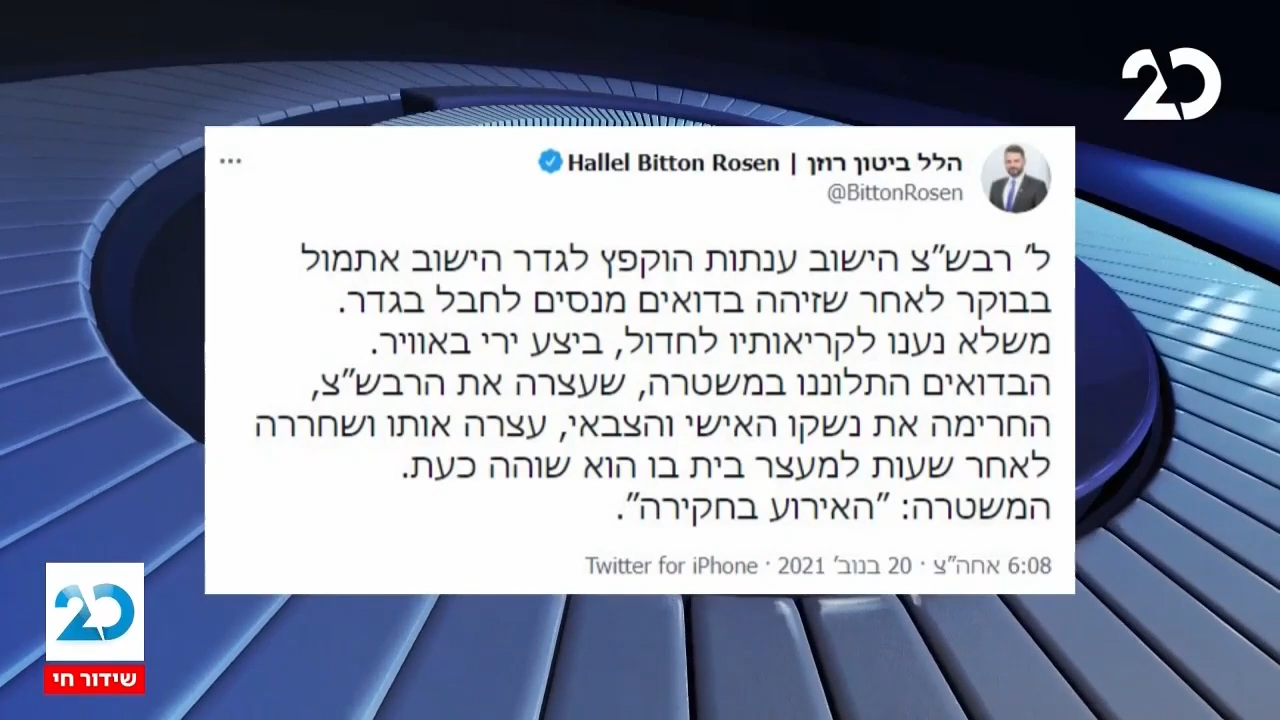 20
הלל ביטון רוזן | Hallel Bitton Rosen
@BittonRosen
ל׳ רבש״צ הישוב ענתות הוקפץ לגדר הישוב אתמול
בבוקר לאחר שזיהה בדואים מנסים לחבל בגדר.
משלא נענו לקריאותיו לחדול, ביצע ירי באוויר.
הבדואים התלוננו במשטרה, שעצרה את הרבש״צ,
החרימה את נשקו האישי והצבאי, עצרה אותו ושחררה
לאחר שעות למעצר בית בו הוא שוהה כעת.
המשטרה: ״האירוע בחקירה״.
6:08 אחה״צ · 20 בנוב׳ 2021 · Twitter for iPhone
20
שידור חי